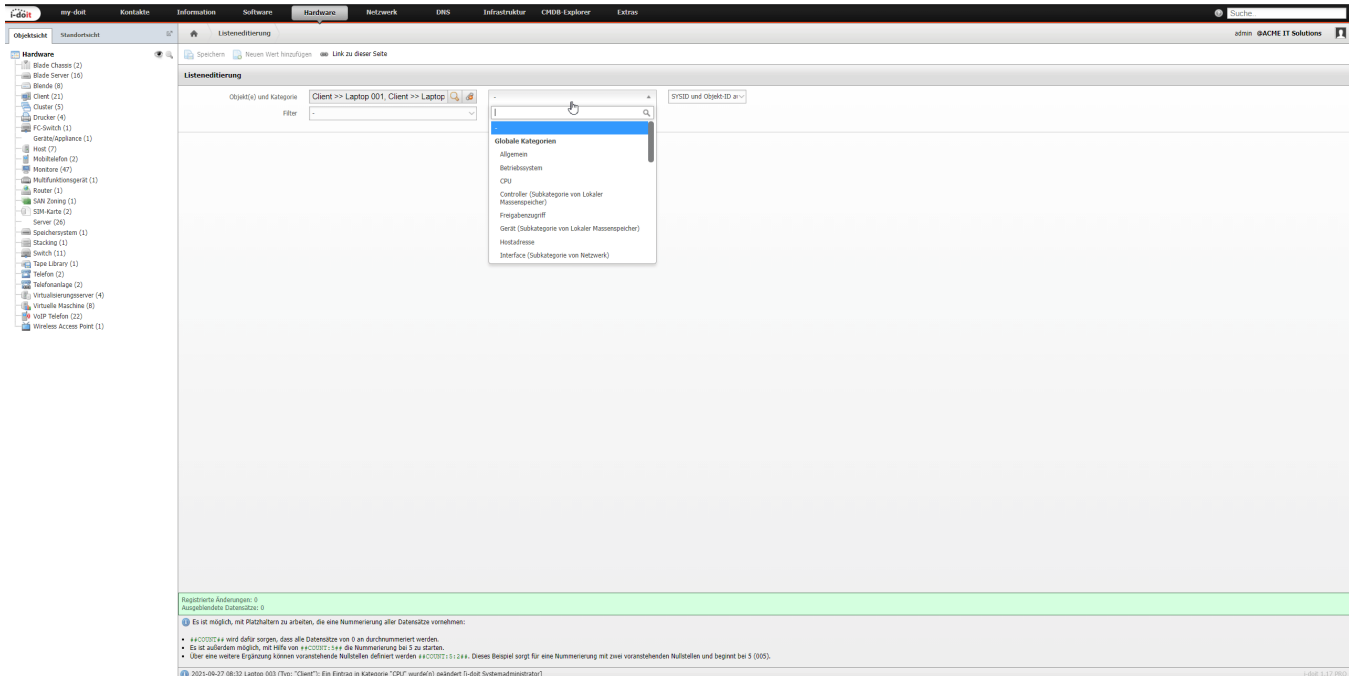 i-doit my-doit Kontakte Information Software Hardware Netzwerk DNS Infrastruktur CMDB-Explorer Extras Suche...
Objektsicht Standortsicht Listeneditierung admin @ACME IT Solutions
Hardware
Blade Chassis (2)
Blade Server (16)
Blende (8)
Client (21)
Cluster (5)
Drucker (4)
FC-Switch (1)
Geräte/Appliance (1)
Host (7)
Mobiltelefon (2)
Monitore (47)
Multifunktionsgerät (1)
Router (1)
SAN Zoning (1)
SIM-Karte (2)
Server (26)
Speichersystem (1)
Stacking (1)
Switch (11)
Tape Library (1)
Telefon (2)
Telefonanlage (2)
Virtualisierungsserver (4)
Virtuelle Maschine (8)
VoIP Telefon (22)
Wireless Access Point (1)
Speichern Neuen Wert hinzufügen Link zu dieser Seite
Listeneditierung
Objekt(e) und Kategorie Client >> Laptop 001, Client >> Laptop - SYSID und Objekt-ID
Filter -
-
Globale Kategorien
Allgemein
Betriebssystem
CPU
Controller (Subkategorie von Lokaler
Massenspeicher)
Freigabenzugriff
Gerät (Subkategorie von Lokaler Massenspeicher)
Hostadresse
Interface (Subkategorie von Netzwerk)
Registrierte Änderungen: 0
Ausgeblendete Datensätze: 0
Es ist möglich, mit Platzhaltern zu arbeiten, die eine Nummerierung aller Datensätze vornehmen:
• ##COUNT## wird dafür sorgen, dass alle Datensätze von 0 an durchnummeriert werden.
• Es ist außerdem möglich, mit Hilfe von ##COUNT:5## die Nummerierung bei 5 zu starten.
• Über eine weitere Ergänzung können voranstehende Nullstellen definiert werden ##COUNT:5:2##. Dieses Beispiel sorgt für eine Nummerierung mit zwei voranstehenden Nullstellen und beginnt bei 5 (005).
2021-09-27 08:32 Laptop 003 (Typ: "Client"): Ein Eintrag in Kategorie "CPU" wurde(n) geändert [i-doit Systemadministrator] i-doit 1.17 PRO